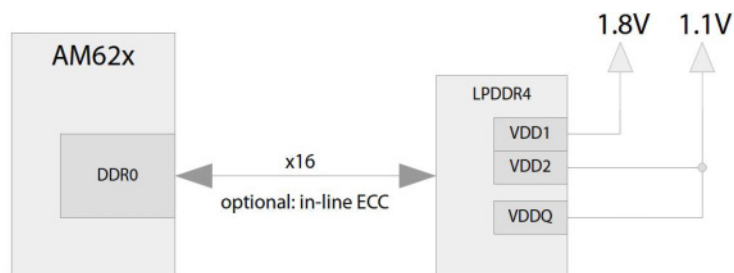 1.8V 1.1V
AM62x
LPDDR4
VDD1
x16
VDD2
DDR0
optional: in-line ECC
VDDQ